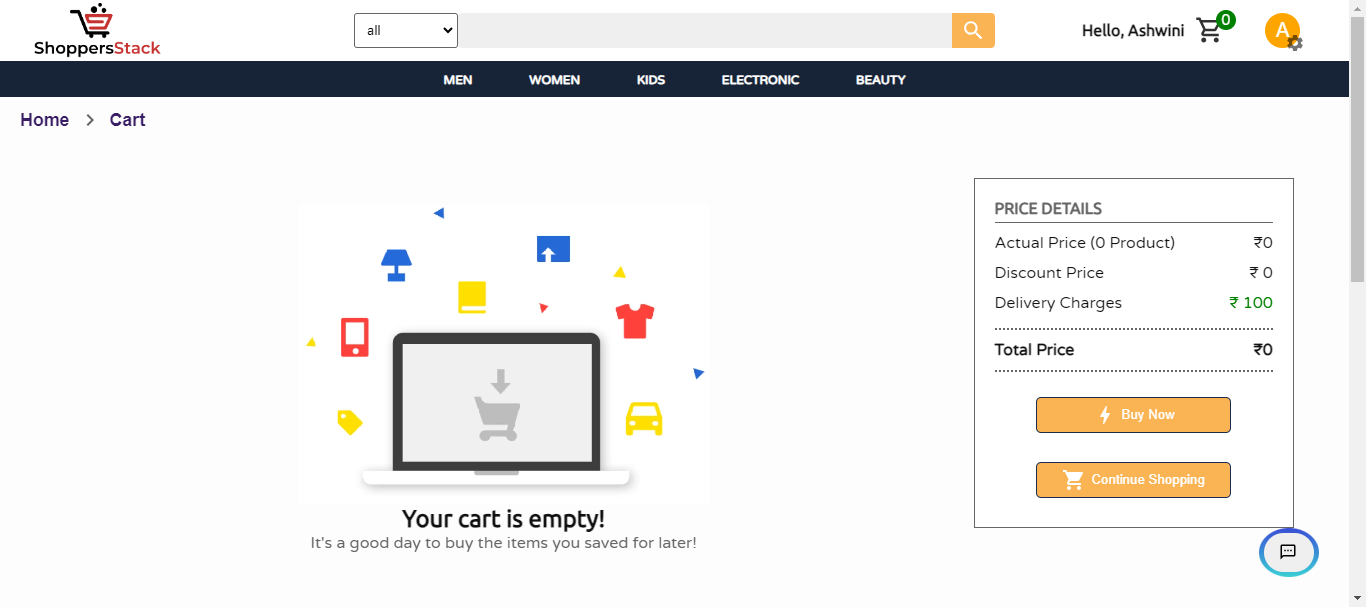 ShoppersStack
all
Hello, Ashwini
0
A
MEN WOMEN KIDS ELECTRONIC BEAUTY
Home > Cart
PRICE DETAILS
Actual Price (0 Product) ₹0
Discount Price ₹ 0
Delivery Charges ₹ 100
Total Price ₹0
Buy Now
Continue Shopping
Your cart is empty!
It's a good day to buy the items you saved for later!